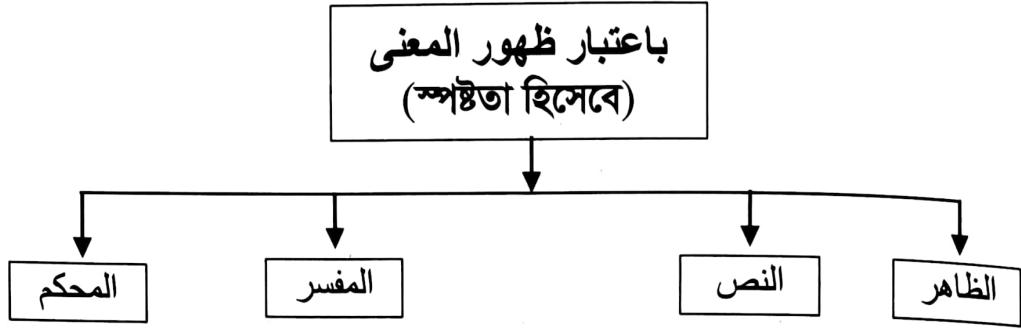 باعتبار ظهور المعنى
(স্পষ্টতা হিসেবে)
الظاهر
النص
المفسر
المحكم